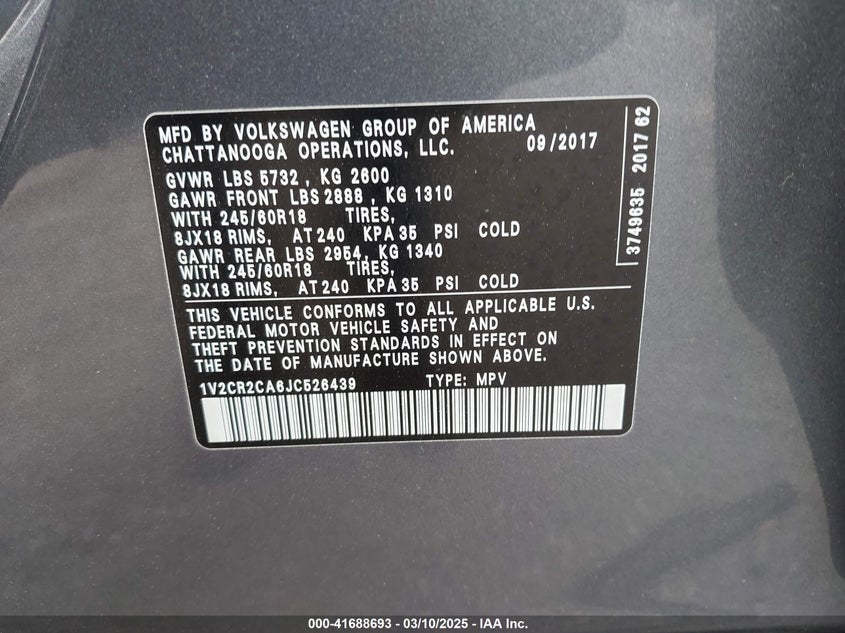 MFD BY VOLKSWAGEN GROUP OF AMERICA
CHATTANOOGA OPERATIONS, LLC. 09/2017
GVWR LBS 5732 , KG 2600
GAWR FRONT LBS 2888 , KG 1310
WITH 245/60R18 TIRES,
8JX18 RIMS, AT 240 KPA 35 PSI COLD
GAWR REAR LBS 2954, KG 1340
WITH 245/60R18 TIRES,
8JX18 RIMS, AT 240 KPA 35 PSI COLD
THIS VEHICLE CONFORMS TO ALL APPLICABLE U.S.
FEDERAL MOTOR VEHICLE SAFETY AND
THEFT PREVENTION STANDARDS IN EFFECT ON
THE DATE OF MANUFACTURE SHOWN ABOVE.
1V2CR2CA6JC526439 TYPE: MPV
3749635 2017 62
000-41688693 - 03/10/2025 - IAA Inc.